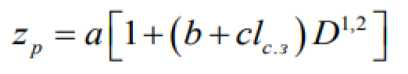 z_p = a[1+(b+cl_{с.з})D^{1,2}]